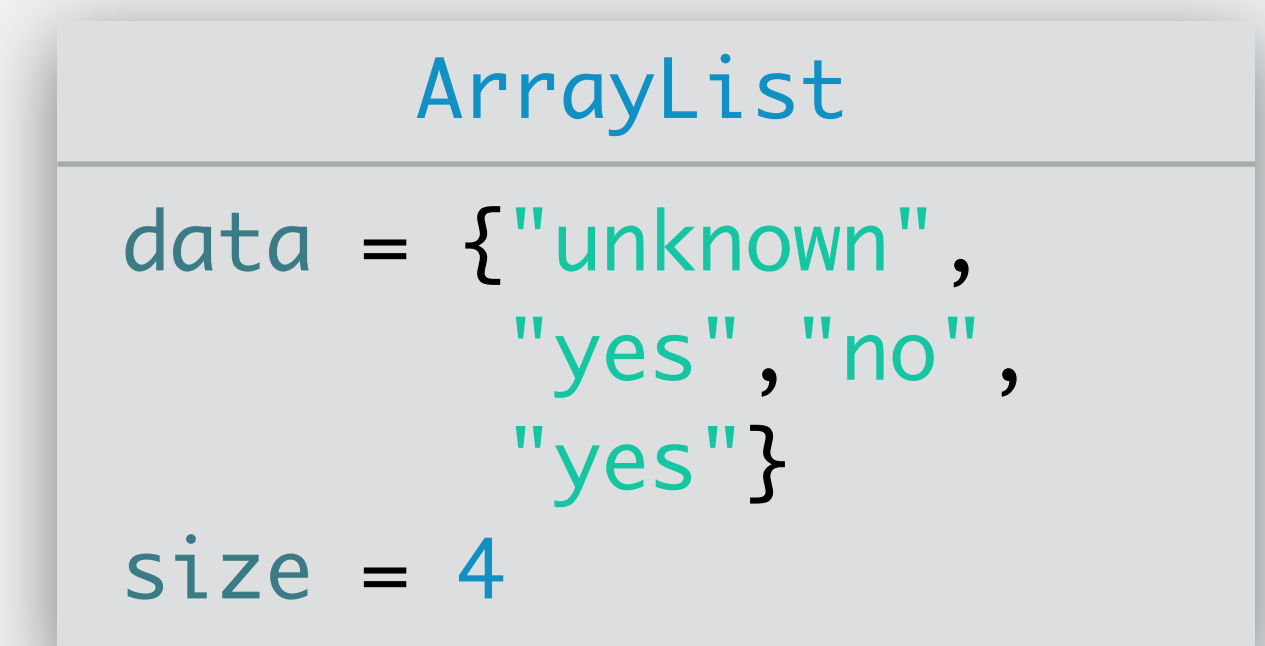 ArrayList
data = {"unknown",
"yes","no",
"yes"}
size = 4